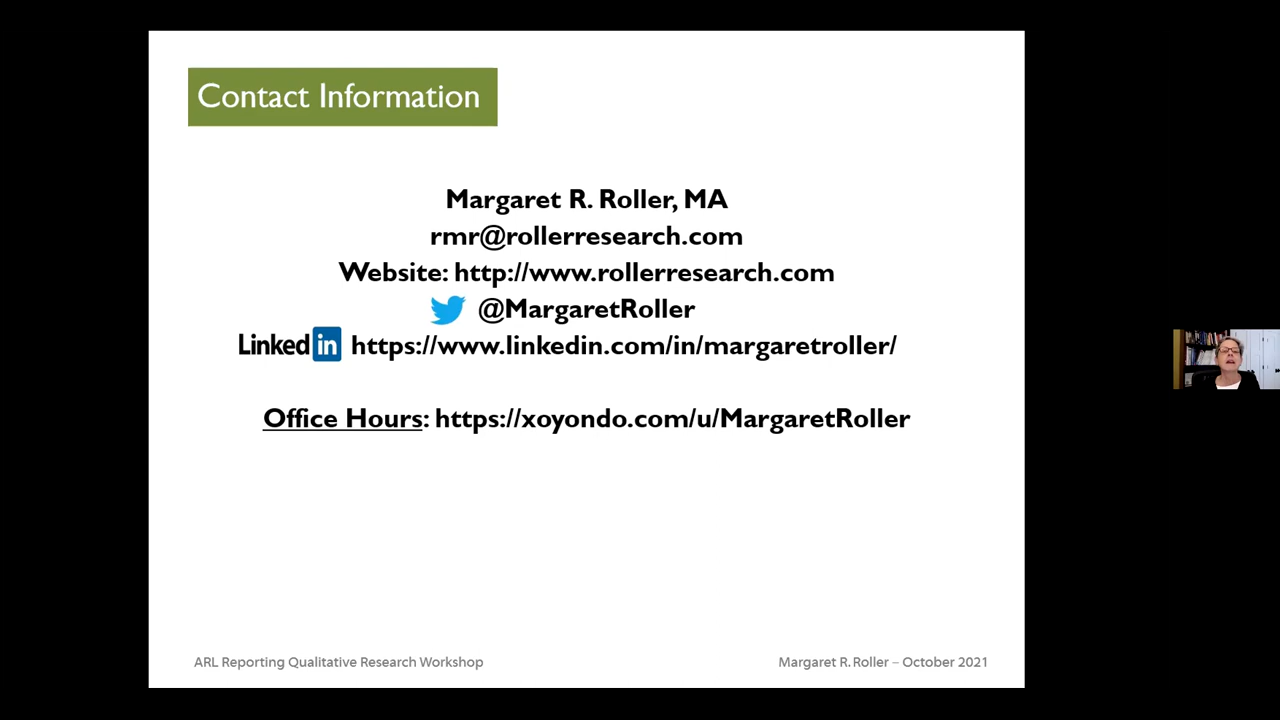 Contact Information
Margaret R. Roller, MA
rmr@rollerresearch.com
Website: http://www.rollerresearch.com
@MargaretRoller
Linked in https://www.linkedin.com/in/margaretroller/
Office Hours: https://xoyondo.com/u/MargaretRoller
ARL Reporting Qualitative Research Workshop
Margaret R. Roller – October 2021